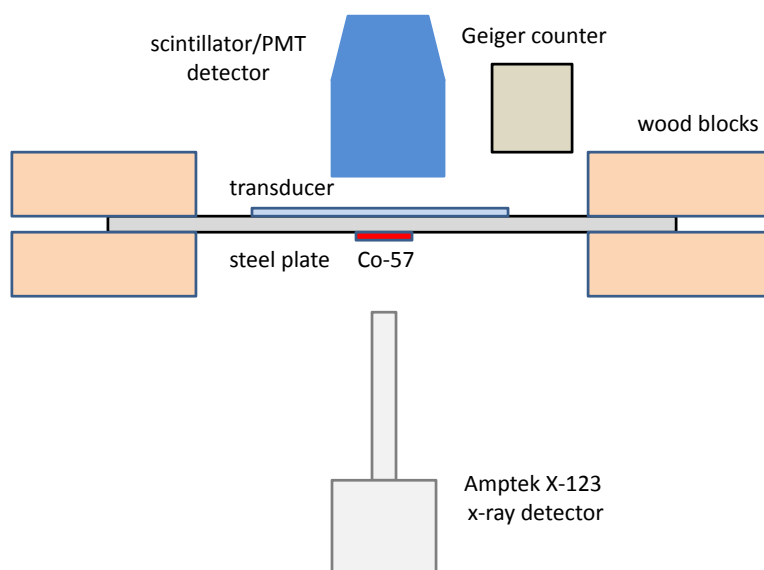 scintillator/PMT
detector
Geiger counter
wood blocks
transducer
steel plate
Co-57
Amptek X-123
x-ray detector